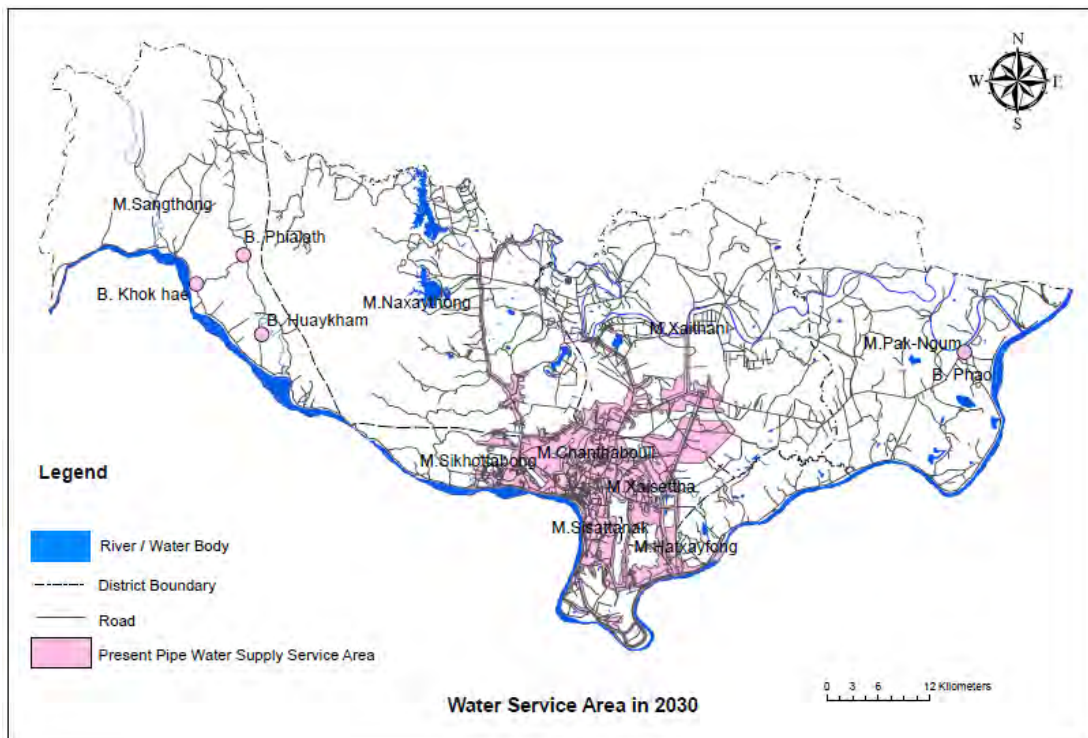 N
W
E
S
M.Sangthong
B. Phialath
B. Khok hae
B. Huaykham
M.Naxaythong
M.Xaithani
M.Pak-Ngum
B. Phao
M.Sikhottabong
M.Chanthabouli
M.Xaisettha
M.Sisattanak
M.Hatxayfong
Legend
River / Water Body
District Boundary
Road
Present Pipe Water Supply Service Area
Water Service Area in 2030
0 3 6 12 Kilometers